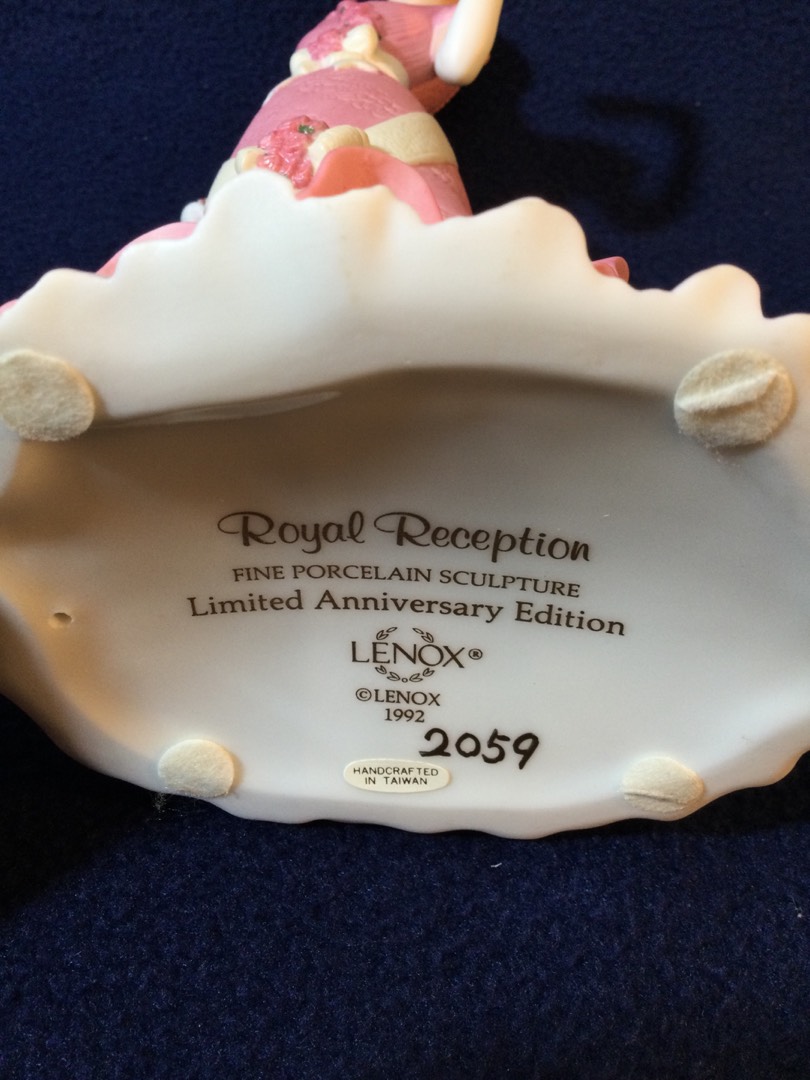 Royal Reception
FINE PORCELAIN SCULPTURE
Limited Anniversary Edition
LENOX®
©LENOX
1992
2059
HANDCRAFTED
IN TAIWAN